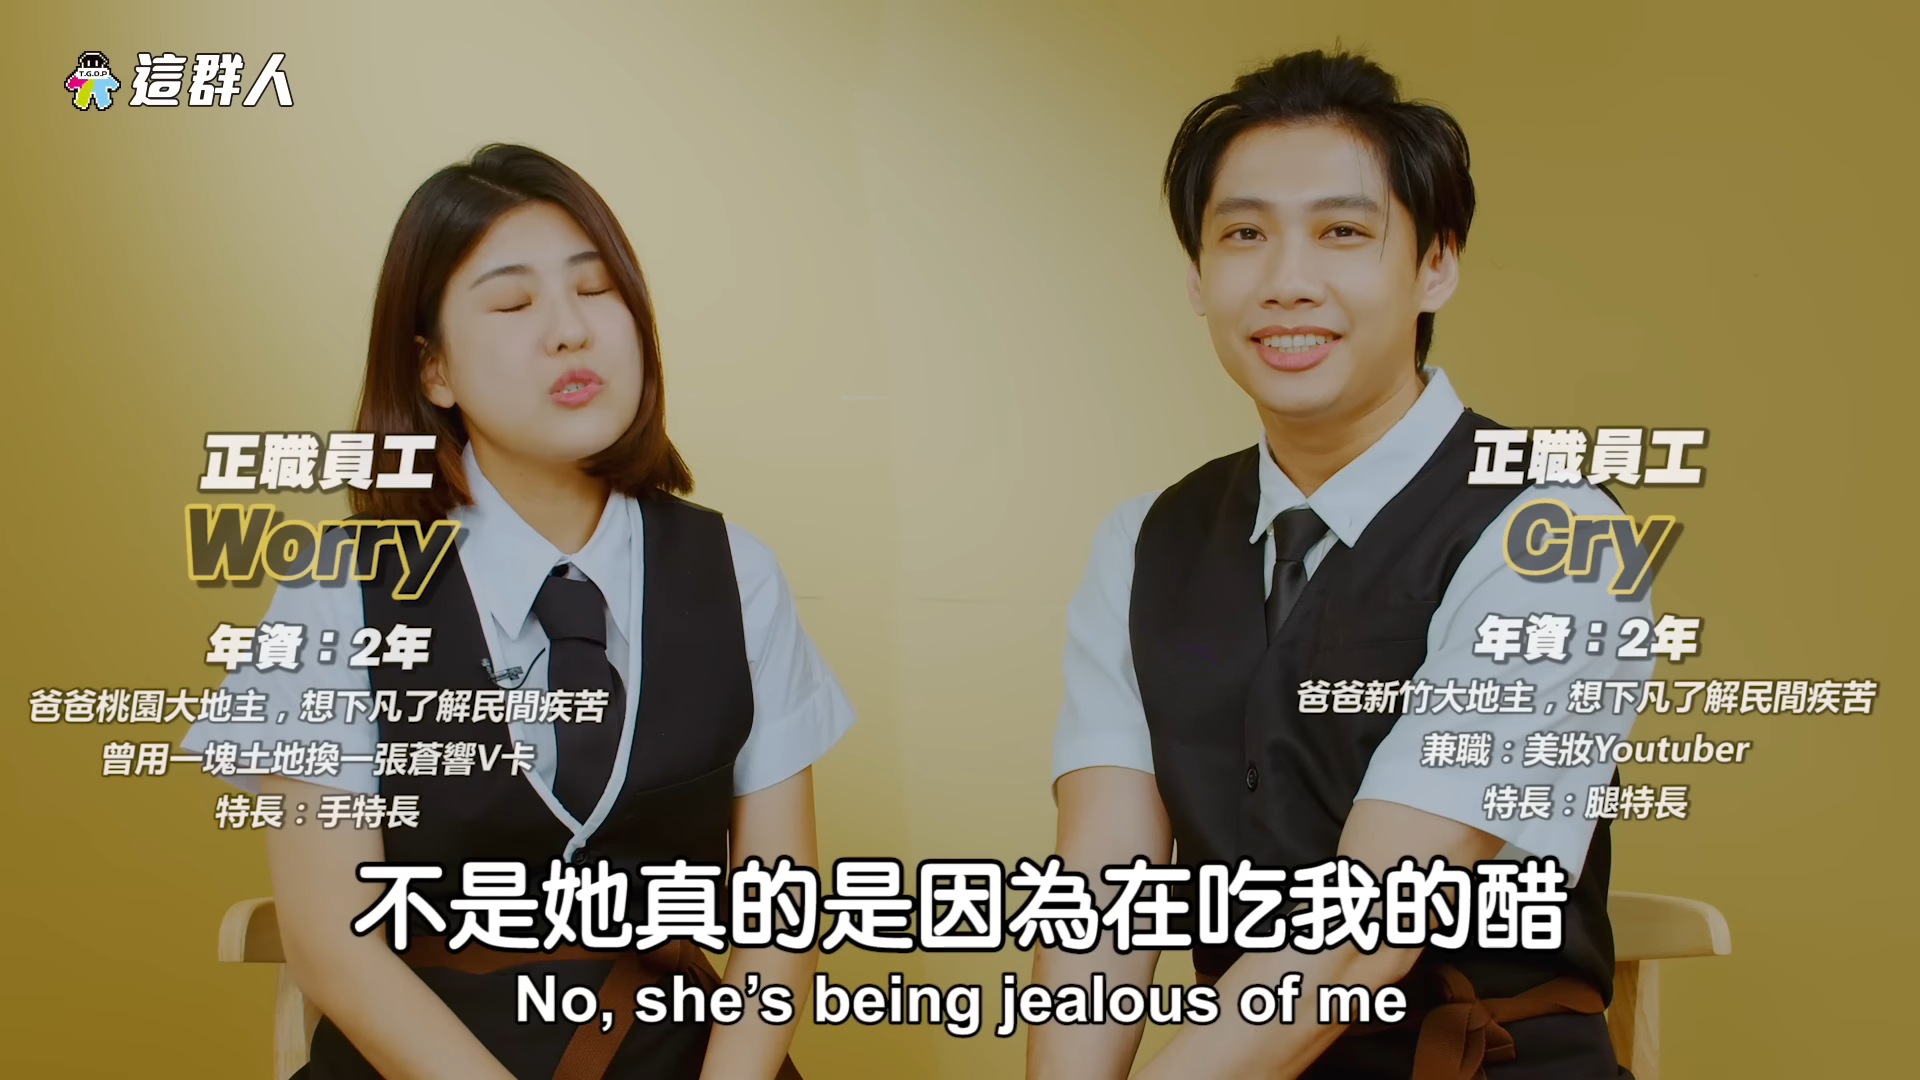 T.G.O.P
這群人
正職員工
Worry
年資：2年
爸爸桃園大地主，想下凡了解民間疾苦
曾用一塊土地換一張蒼響V卡
特長：手特長
正職員工
Cry
年資：2年
爸爸新竹大地主，想下凡了解民間疾苦
兼職：美妝Youtuber
特長：腿特長
不是她真的是因為在吃我的醋
No, she's being jealous of me